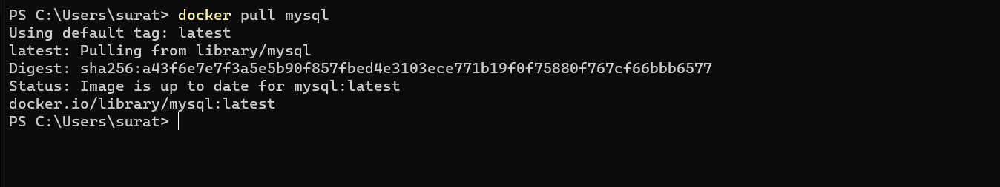 PS C:\Users\surat> docker pull mysql
Using default tag: latest
latest: Pulling from library/mysql
Digest: sha256:a43f6e7e7f3a5e5b90f857fbed4e3103ece771b19f0f75880f767cf66bbb6577
Status: Image is up to date for mysql:latest
docker.io/library/mysql:latest
PS C:\Users\surat>